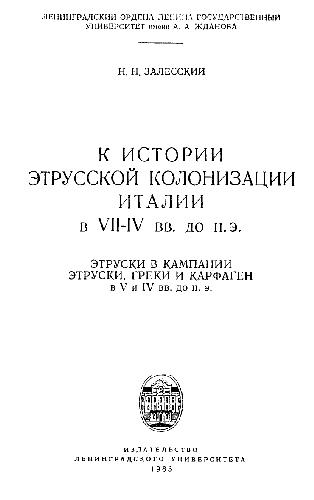 ЛЕНИНГРАДСКИЙ ОРДЕНА ЛЕНИНА ГОСУДАРСТВЕННЫЙ
УНИВЕРСИТЕТ имени А. А. ЖДАНОВА
Н. Н. ЗАЛЕССКИЙ
К ИСТОРИИ
ЭТРУССКОЙ КОЛОНИЗАЦИИ
ИТАЛИИ
В VII-IV ВВ. ДО Н. Э.
ЭТРУСКИ В КАМПАНИИ
ЭТРУСКИ, ГРЕКИ И КАРФАГЕН
В V И IV ВВ. ДО Н. Э.
ИЗДАТЕЛЬСТВО
ЛЕНИНГРАДСКОГО УНИВЕРСИТЕТА
1965